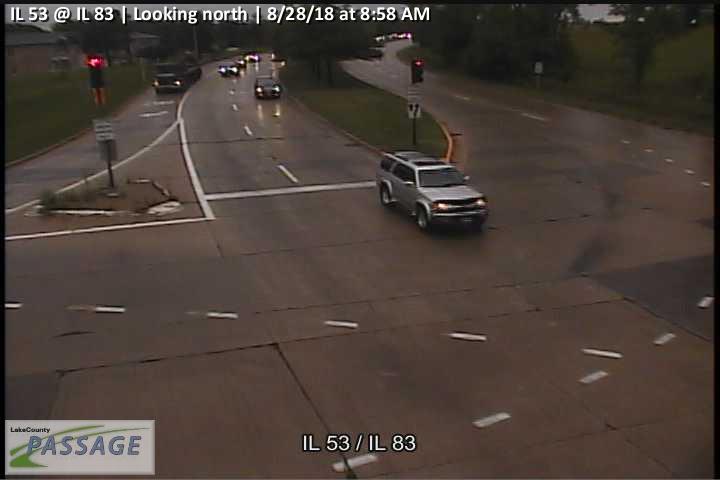 IL 53 @ IL 83 | Looking north | 8/28/18 at 8:58 AM
LakeCounty
PASSAGE
IL 53 / IL 83